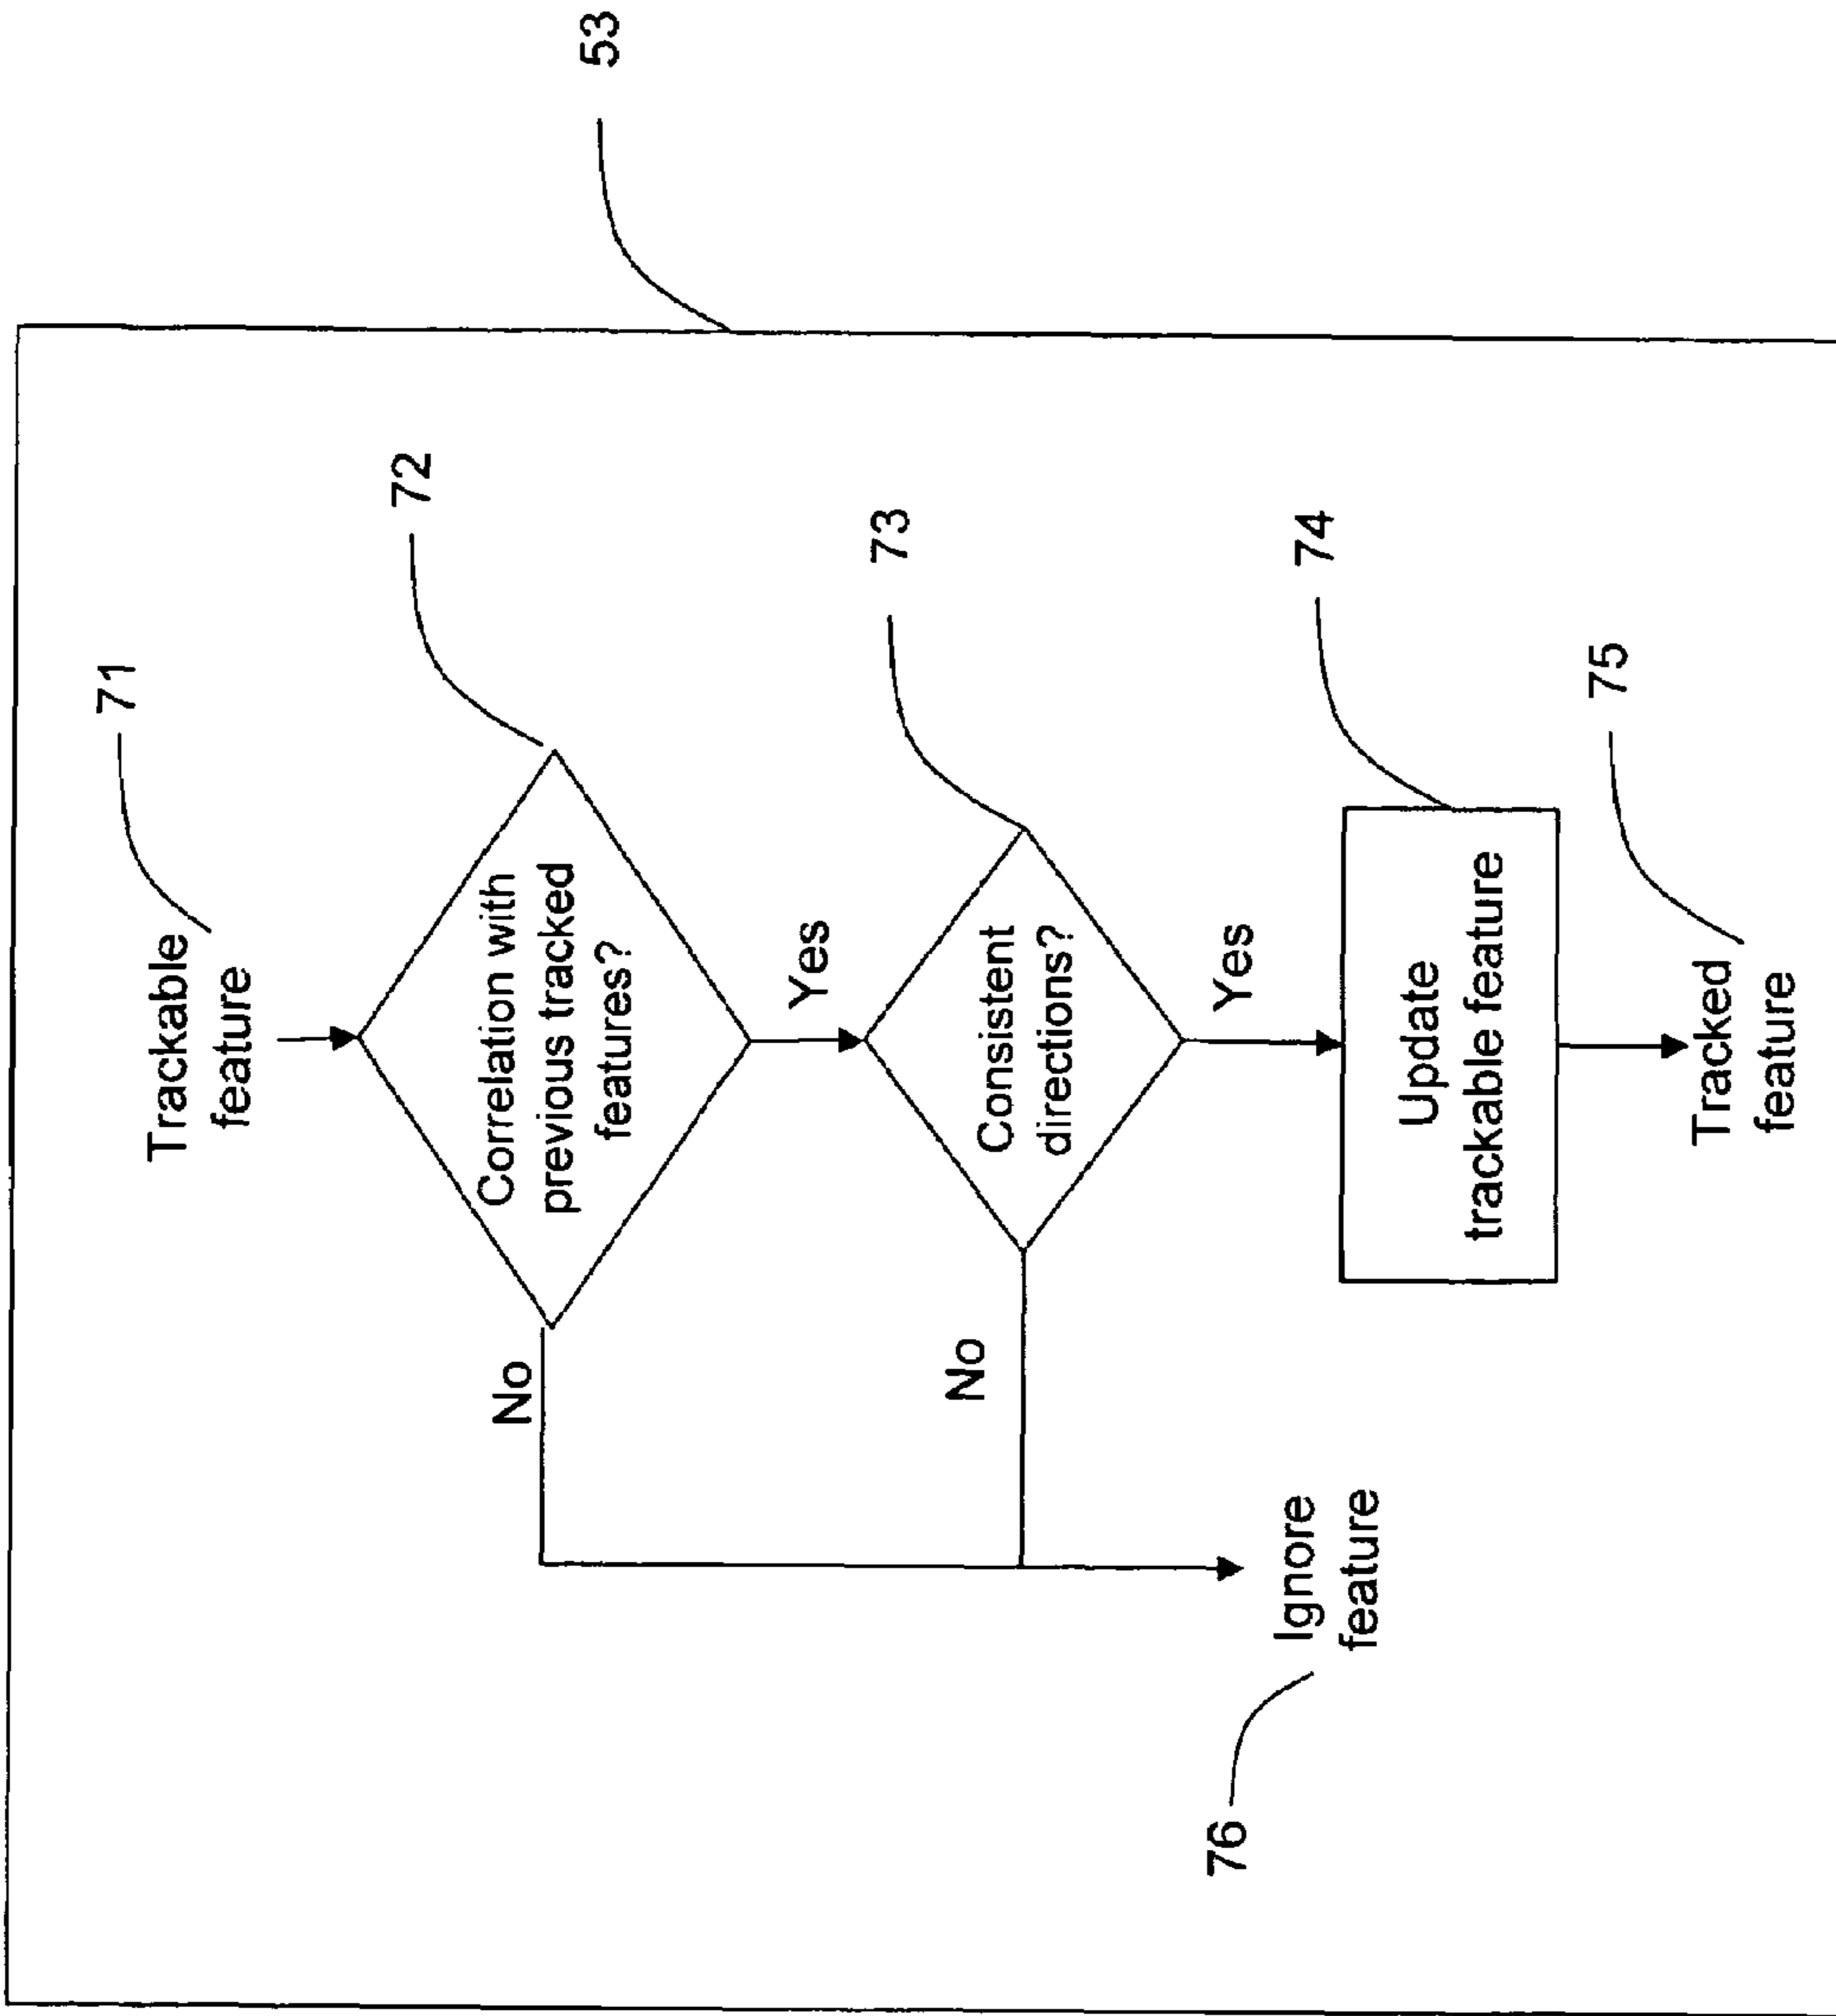 53
71
Trackable
feature
72
Correlation with
previous tracked
features?
No
Yes
73
Consistent
directions?
No
Yes
74
Update
trackable feature
75
Tracked
feature
76
Ignore
feature